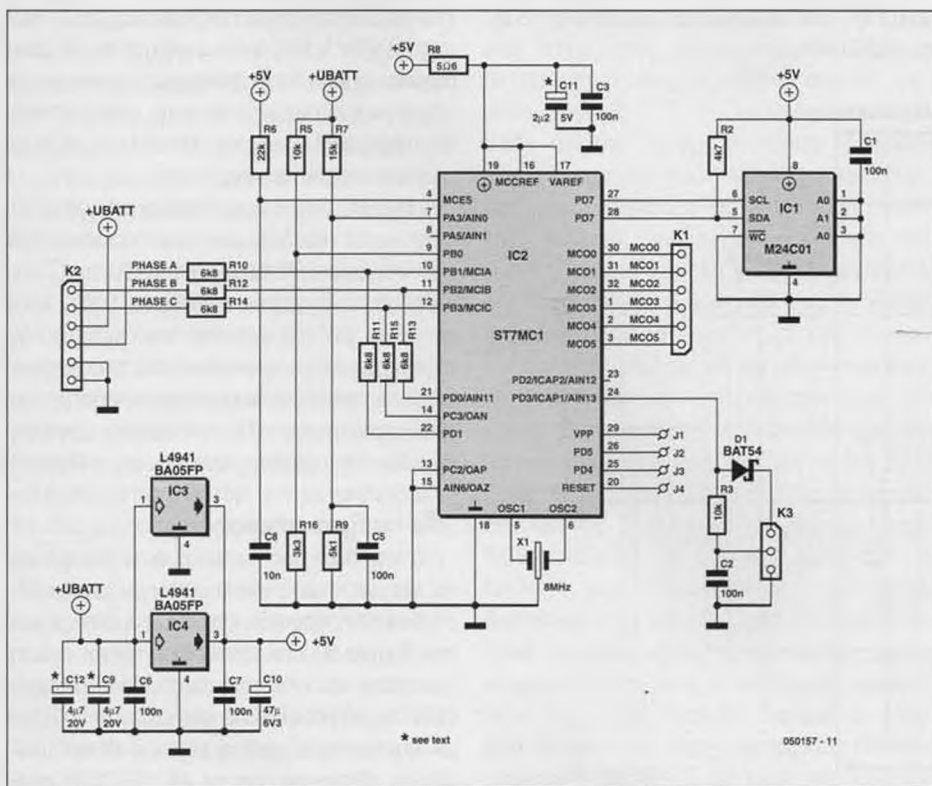 +5V
R8
5Ω6
+5V
+UBATT
C11
2μ2
5V
C3
100n
+5V
R6
22k
R5
10k
R7
18k
R2
4k7
C1
100n
19
16
17
MCCREF
VAREF
MCES
7
PA3/AIN0
8
PA5/AIN1
9
PB0
10
PB1/MCIA
11
PB2/MCIB
12
PB3/MCIC
21
PD0/AIN11
14
PC3/OAN
22
PD1
13
PC2/OAP
15
AIN6/OAZ
IC2
ST7MC1
PD7
27
PD7
28
MCO0
30
MCO0
MCO1
31
MCO1
MCO2
32
MCO2
MCO3
1
MCO3
MCO4
2
MCO4
MCO5
3
MCO5
K1
23
PD2/ICAP2/AIN12
24
PD3/ICAP1/AIN13
VPP
29
J1
PD5
26
J2
PD4
25
J3
RESET
20
J4
18
OSC1
5
OSC2
6
X1
8MHz
8
6
SCL
5
SDA
7
WC
IC1
M24C01
A0
1
A1
2
A0
3
4
+UBATT
K2
PHASE A
R10
6k8
PHASE B
R12
6k8
PHASE C
R14
6k8
R11
6k8
R15
6k8
R13
6k8
L4941
BA05FP
IC3
4
L4941
BA05FP
+UBATT
1
IC4
3
4
+5V
C8
10n
R16
3k3
R9
C5
100n
D1
BAT54
R3
10k
C2
100n
K3
*
C12
4μ7
20V
*
4μ7
20V
C6
100n
C7
100n
C10
47μ
6V3
* see text
050157 - 11